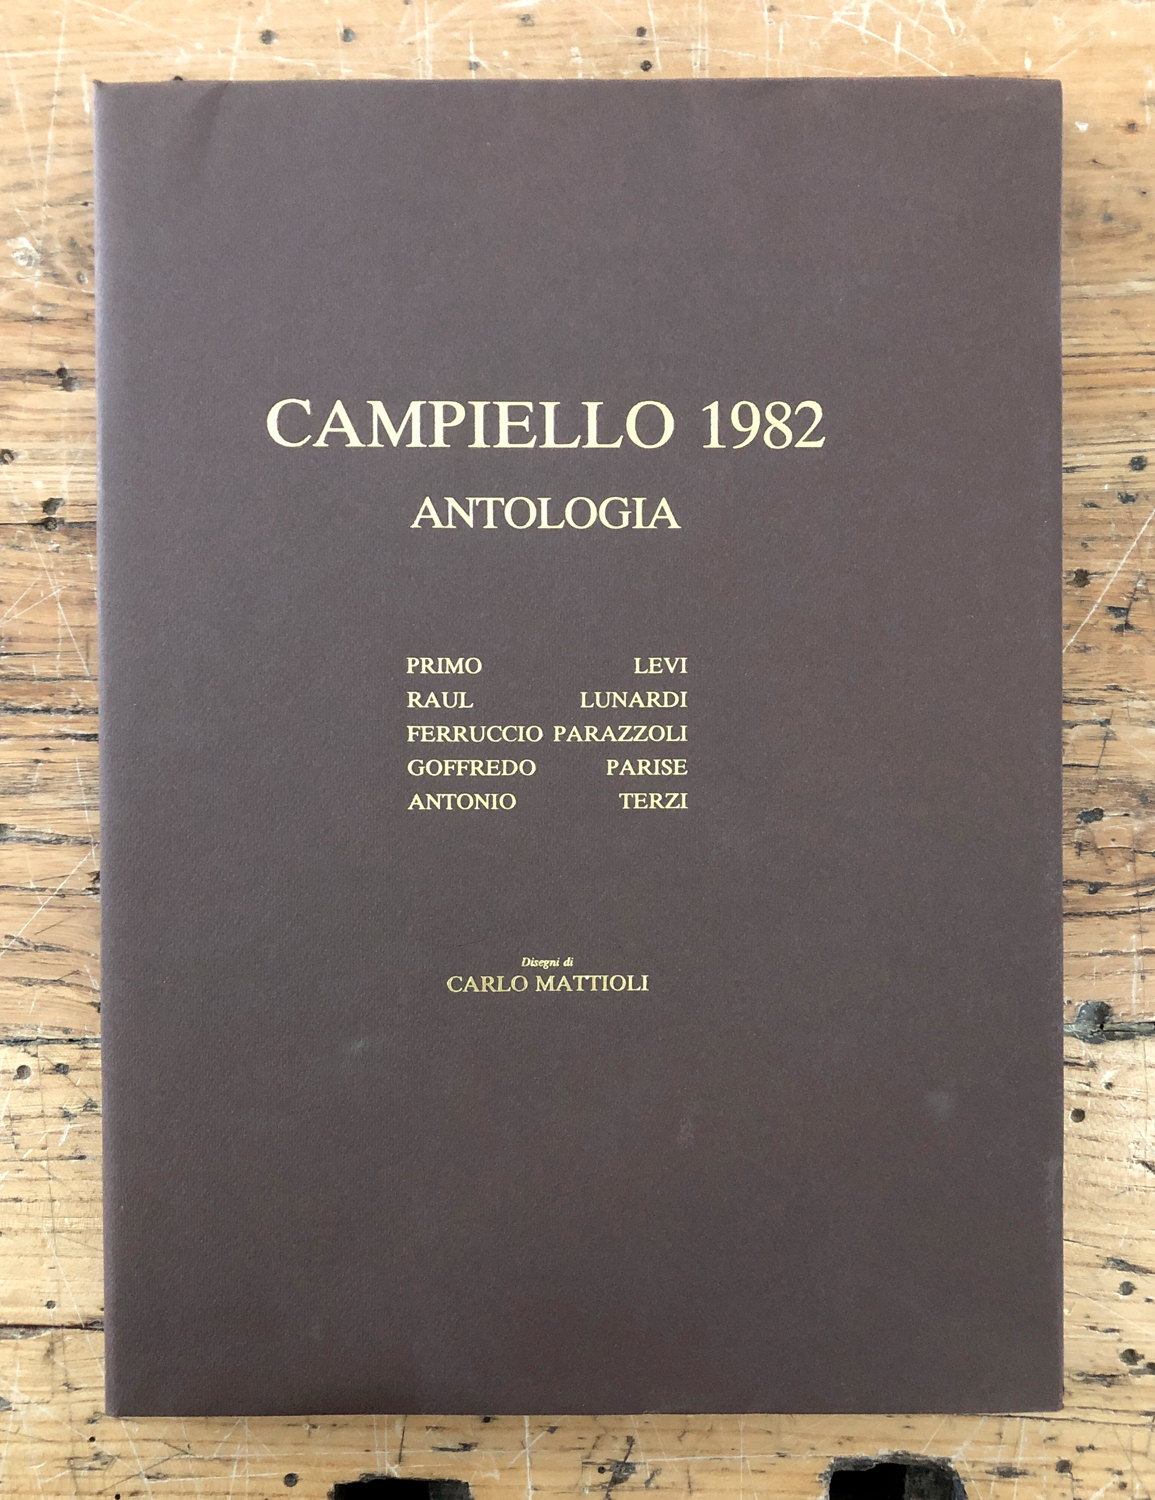 CAMPIELLO 1982
ANTOLOGIA
PRIMO LEVI
RAUL LUNARDI
FERRUCCIO PARAZZOLI
GOFFREDO PARISE
ANTONIO TERZI
Disegni di
CARLO MATTIOLI